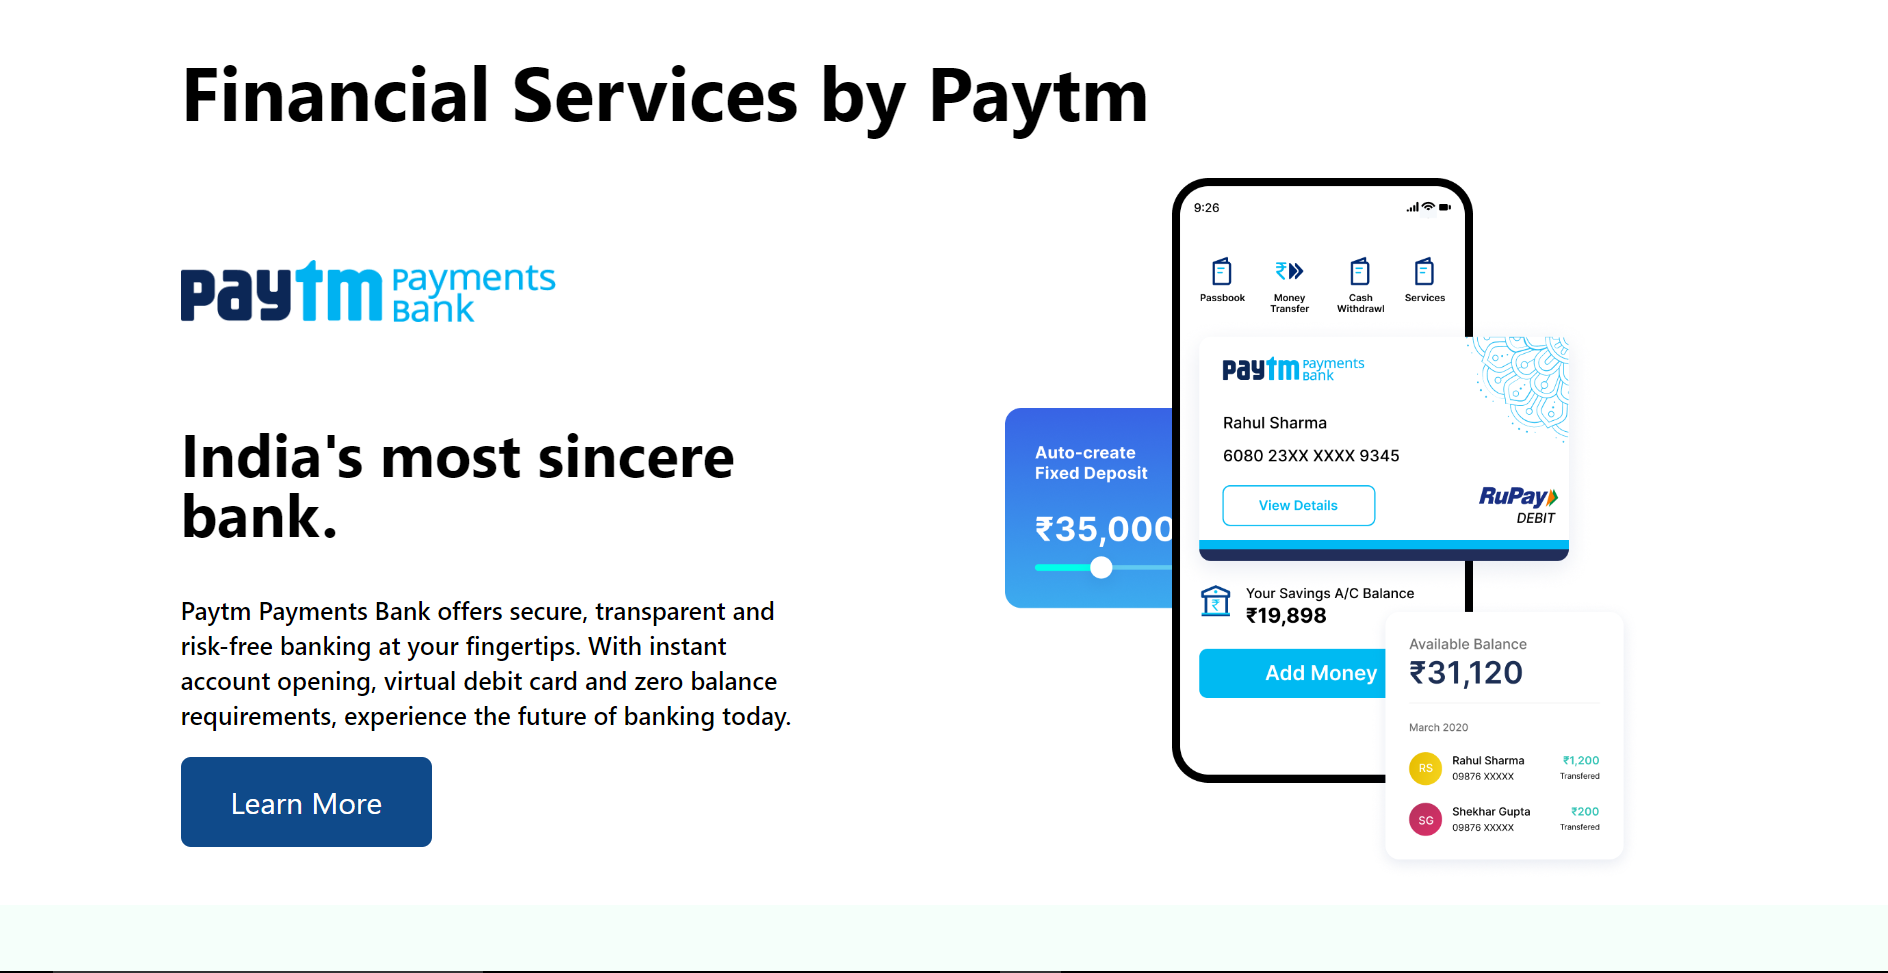 Financial Services by Paytm
paytm Payments
Bank
India's most sincere
bank.
Paytm Payments Bank offers secure, transparent and
risk-free banking at your fingertips. With instant
account opening, virtual debit card and zero balance
requirements, experience the future of banking today.
Learn More
Auto-create
Fixed Deposit
₹35,000
9:26
Passbook
Money
Transfer
Cash
Withdrawl
Services
paytm Payments
Bank
Rahul Sharma
6080 23XX XXXX 9345
View Details
RuPay
DEBIT
Your Savings A/C Balance
₹19,898
Add Money
Available Balance
₹31,120
March 2020
RS
Rahul Sharma
₹1,200
09876 XXXXX
Transfered
SG
Shekhar Gupta
₹200
09876 XXXXX
Transfered